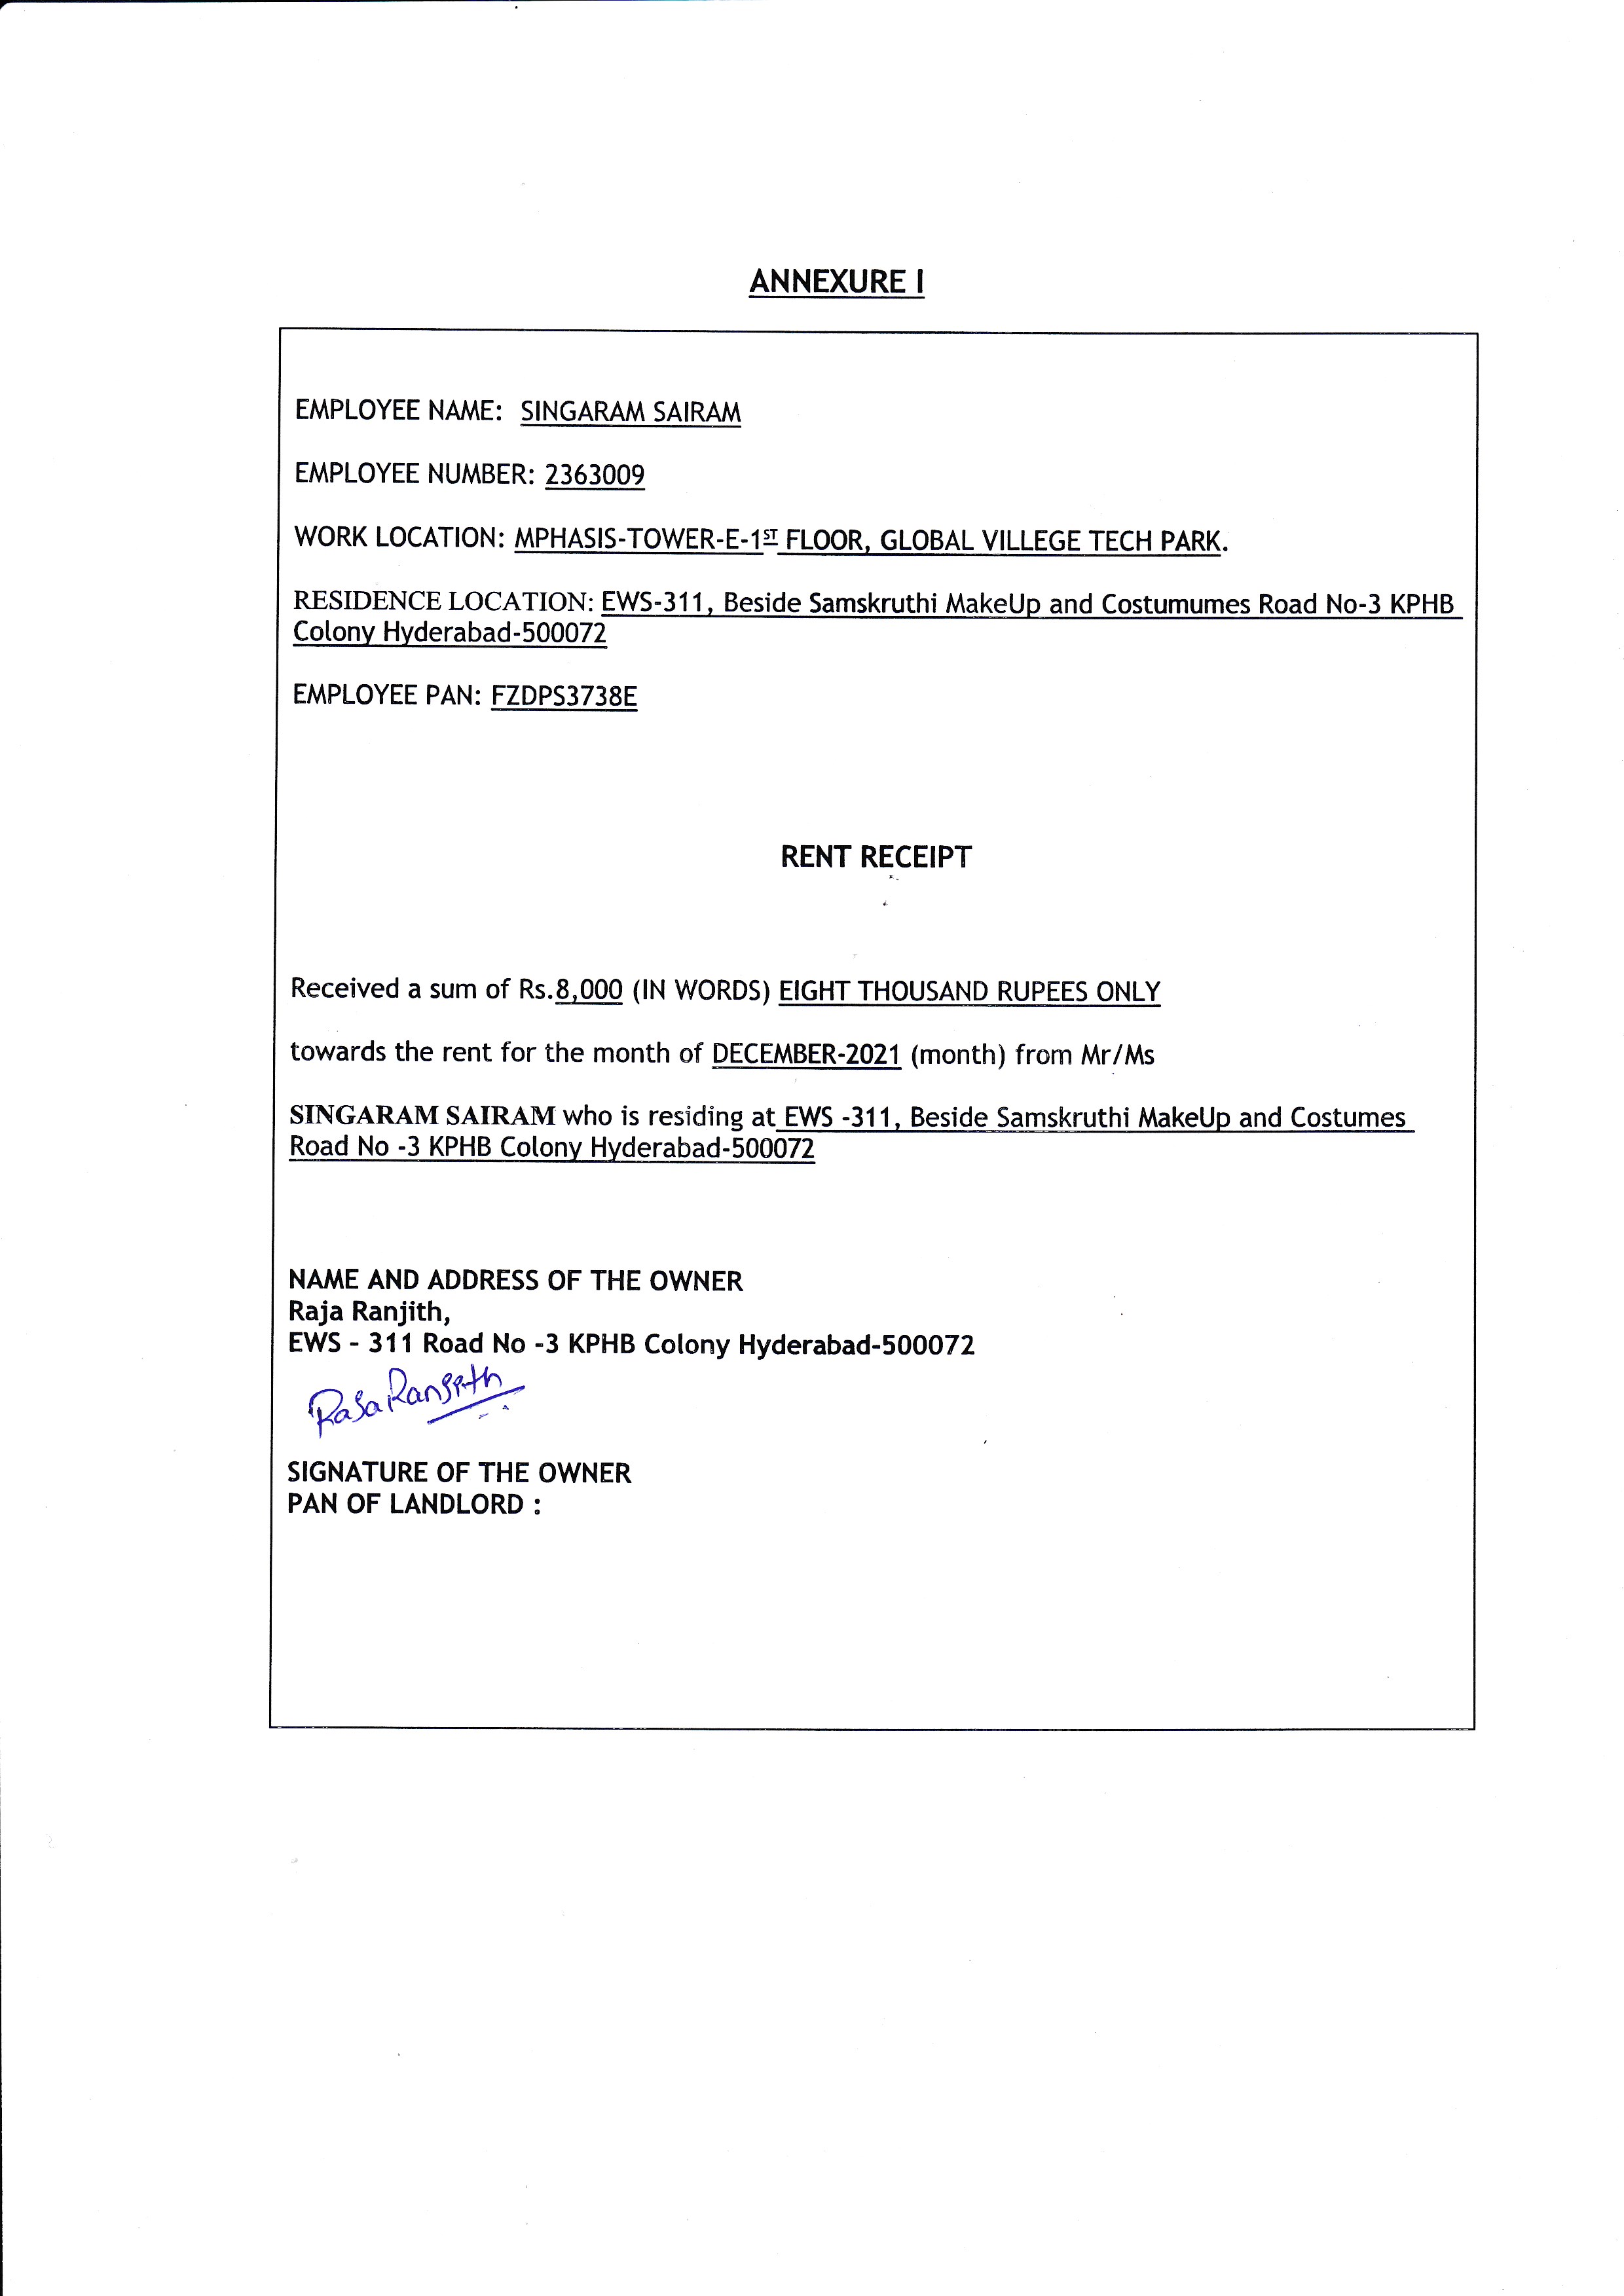 ANNEXURE I
EMPLOYEE NAME: SINGARAM SAIRAM
EMPLOYEE NUMBER: 2363009
WORK LOCATION: MPHASIS-TOWER-E-1ST FLOOR, GLOBAL VILLEGE TECH PARK.
RESIDENCE LOCATION: EWS-311, Beside Samskruthi MakeUp and Costumumes Road No-3 KPHB
Colony Hyderabad-500072
EMPLOYEE PAN: FZDPS3738E
RENT RECEIPT
Received a sum of Rs.8,000 (IN WORDS) EIGHT THOUSAND RUPEES ONLY
towards the rent for the month of DECEMBER-2021 (month) from Mr/Ms
SINGARAM SAIRAM who is residing at EWS -311, Beside Samskruthi MakeUp and Costumes
Road No -3 KPHB Colony Hyderabad-500072
NAME AND ADDRESS OF THE OWNER
Raja Ranjith,
EWS - 311 Road No -3 KPHB Colony Hyderabad-500072
Raja Ranjith
SIGNATURE OF THE OWNER
PAN OF LANDLORD :